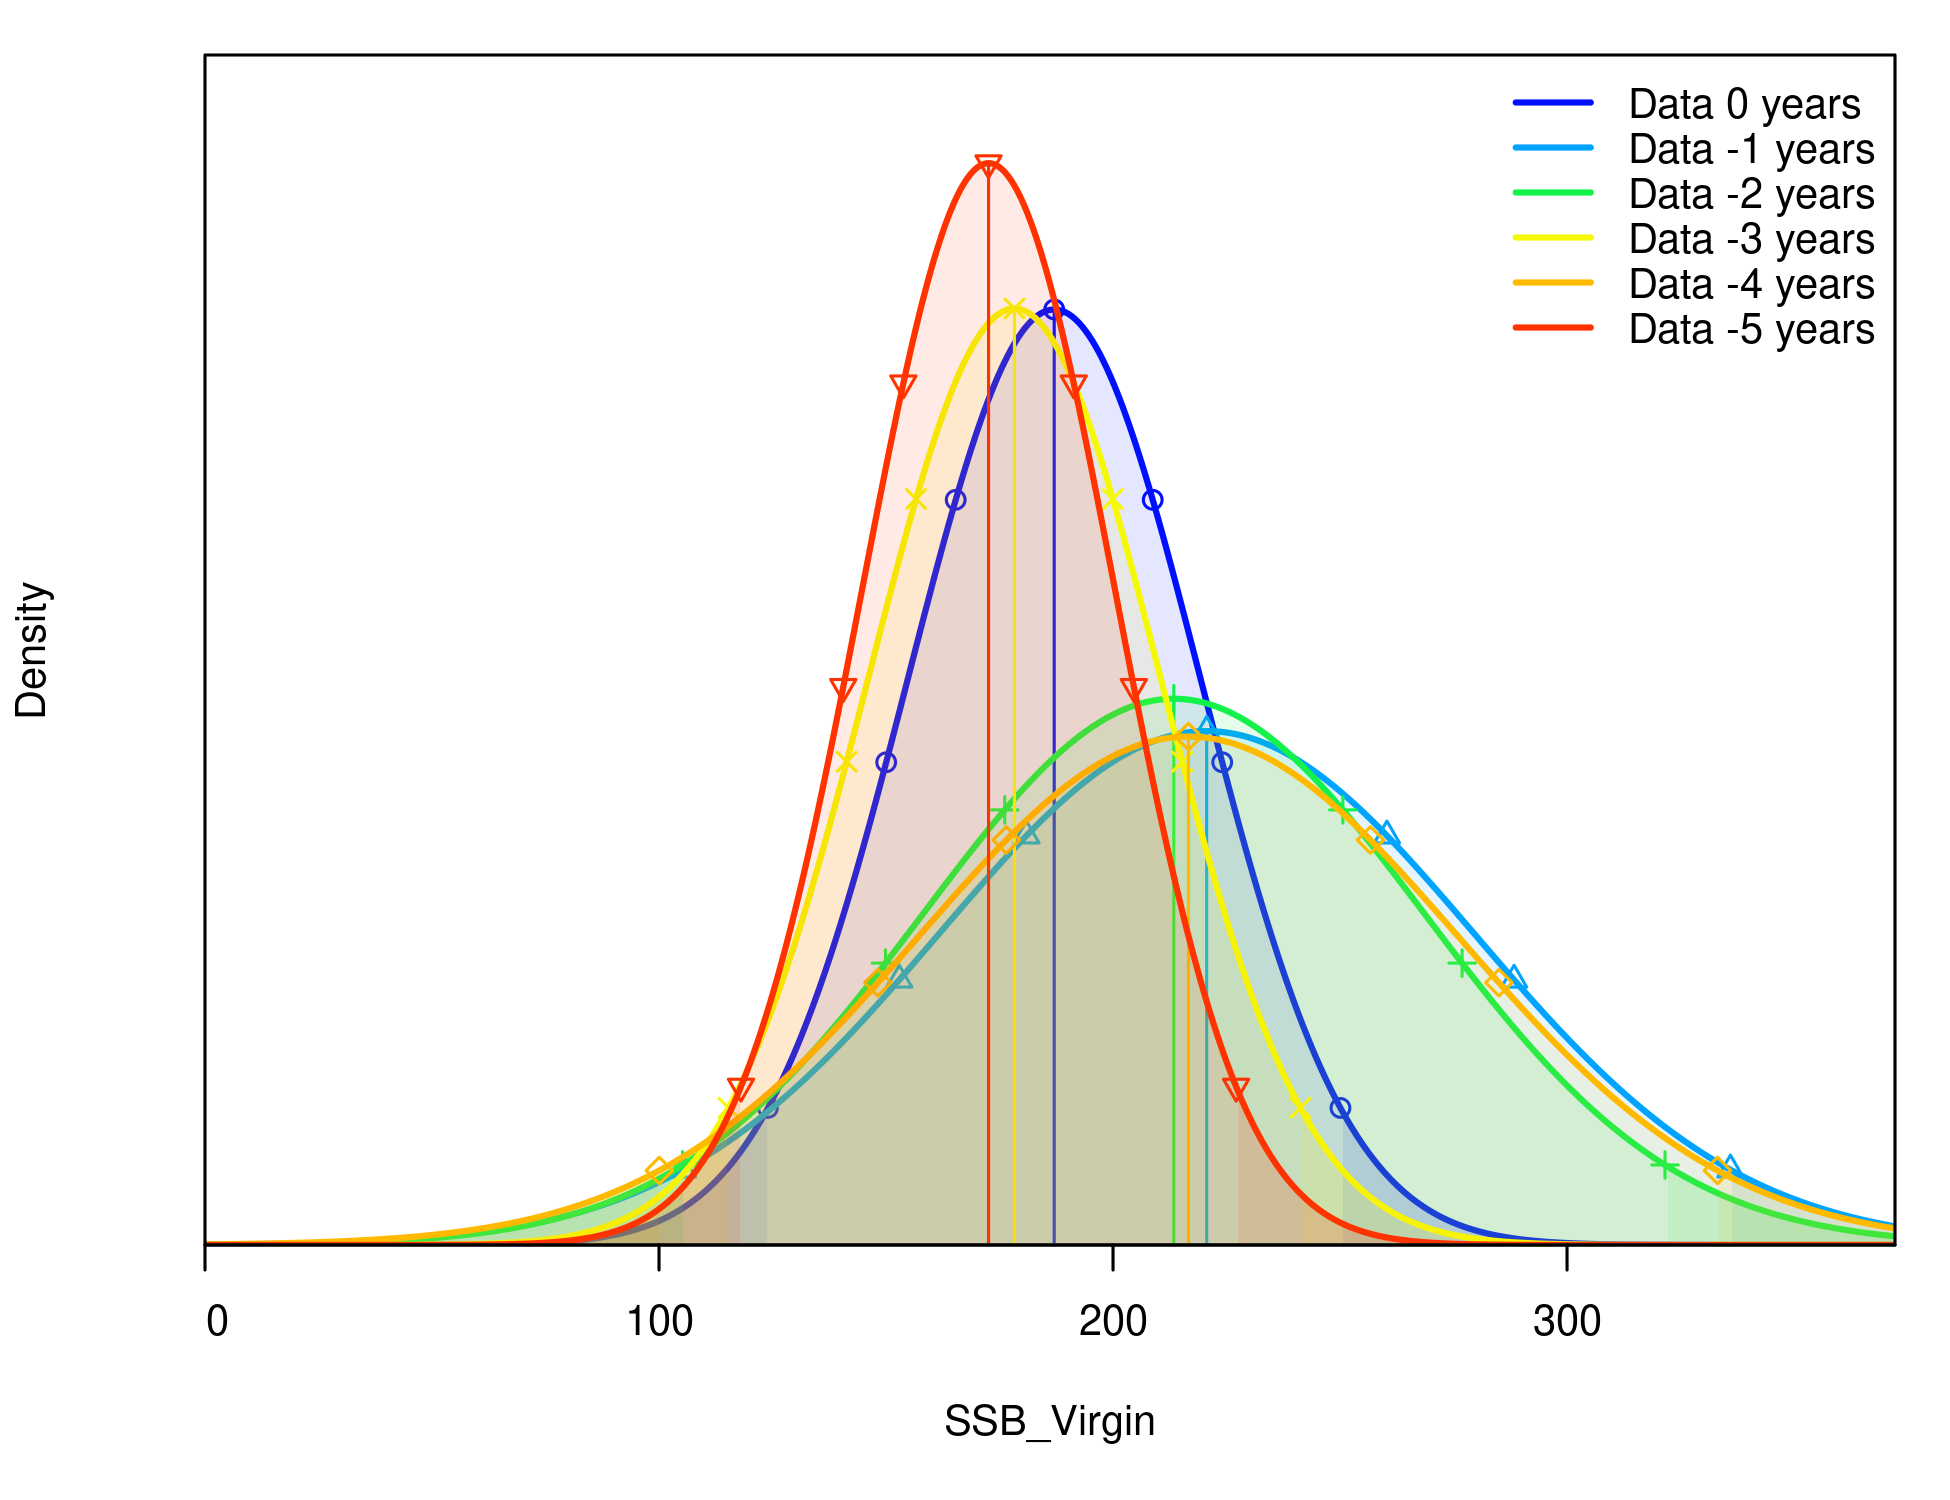 Data 0 years
Data -1 years
Data -2 years
Data -3 years
Data -4 years
Data -5 years
Density
0 100 200 300
SSB_Virgin